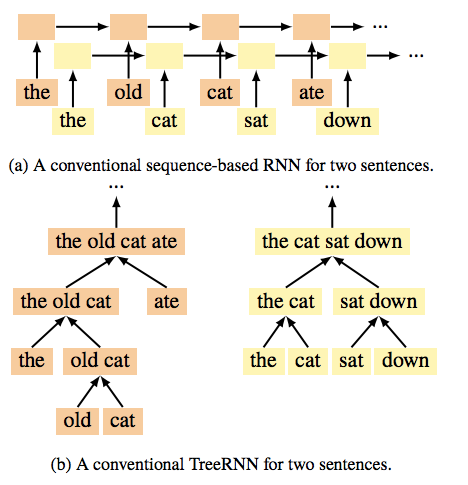 ...
...
the old cat ate
the cat sat down
(a) A conventional sequence-based RNN for two sentences.
... ...
the old cat ate the cat sat down
the old cat ate the cat sat down
the old cat the cat sat down
old cat
(b) A conventional TreeRNN for two sentences.